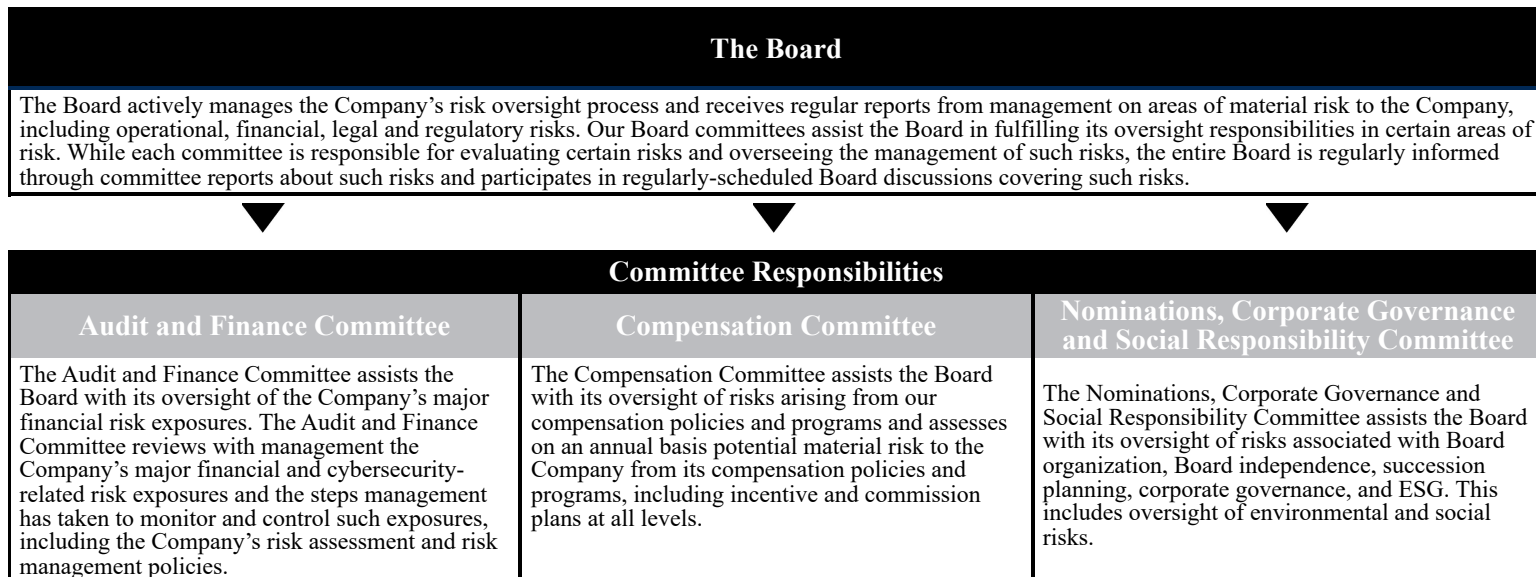 The Board
The Board actively manages the Company’s risk oversight process and receives regular reports from management on areas of material risk to the Company,
including operational, financial, legal and regulatory risks. Our Board committees assist the Board in fulfilling its oversight responsibilities in certain areas of
risk. While each committee is responsible for evaluating certain risks and overseeing the management of such risks, the entire Board is regularly informed
through committee reports about such risks and participates in regularly-scheduled Board discussions covering such risks.
Committee Responsibilities
Audit and Finance Committee
The Audit and Finance Committee assists the
Board with its oversight of the Company’s major
financial risk exposures. The Audit and Finance
Committee reviews with management the
Company’s major financial and cybersecurity-
related risk exposures and the steps management
has taken to monitor and control such exposures,
including the Company’s risk assessment and risk
management policies.
Compensation Committee
The Compensation Committee assists the Board
with its oversight of risks arising from our
compensation policies and programs and assesses
on an annual basis potential material risk to the
Company from its compensation policies and
programs, including incentive and commission
plans at all levels.
Nominations, Corporate Governance
and Social Responsibility Committee
The Nominations, Corporate Governance and
Social Responsibility Committee assists the Board
with its oversight of risks associated with Board
organization, Board independence, succession
planning, corporate governance, and ESG. This
includes oversight of environmental and social
risks.